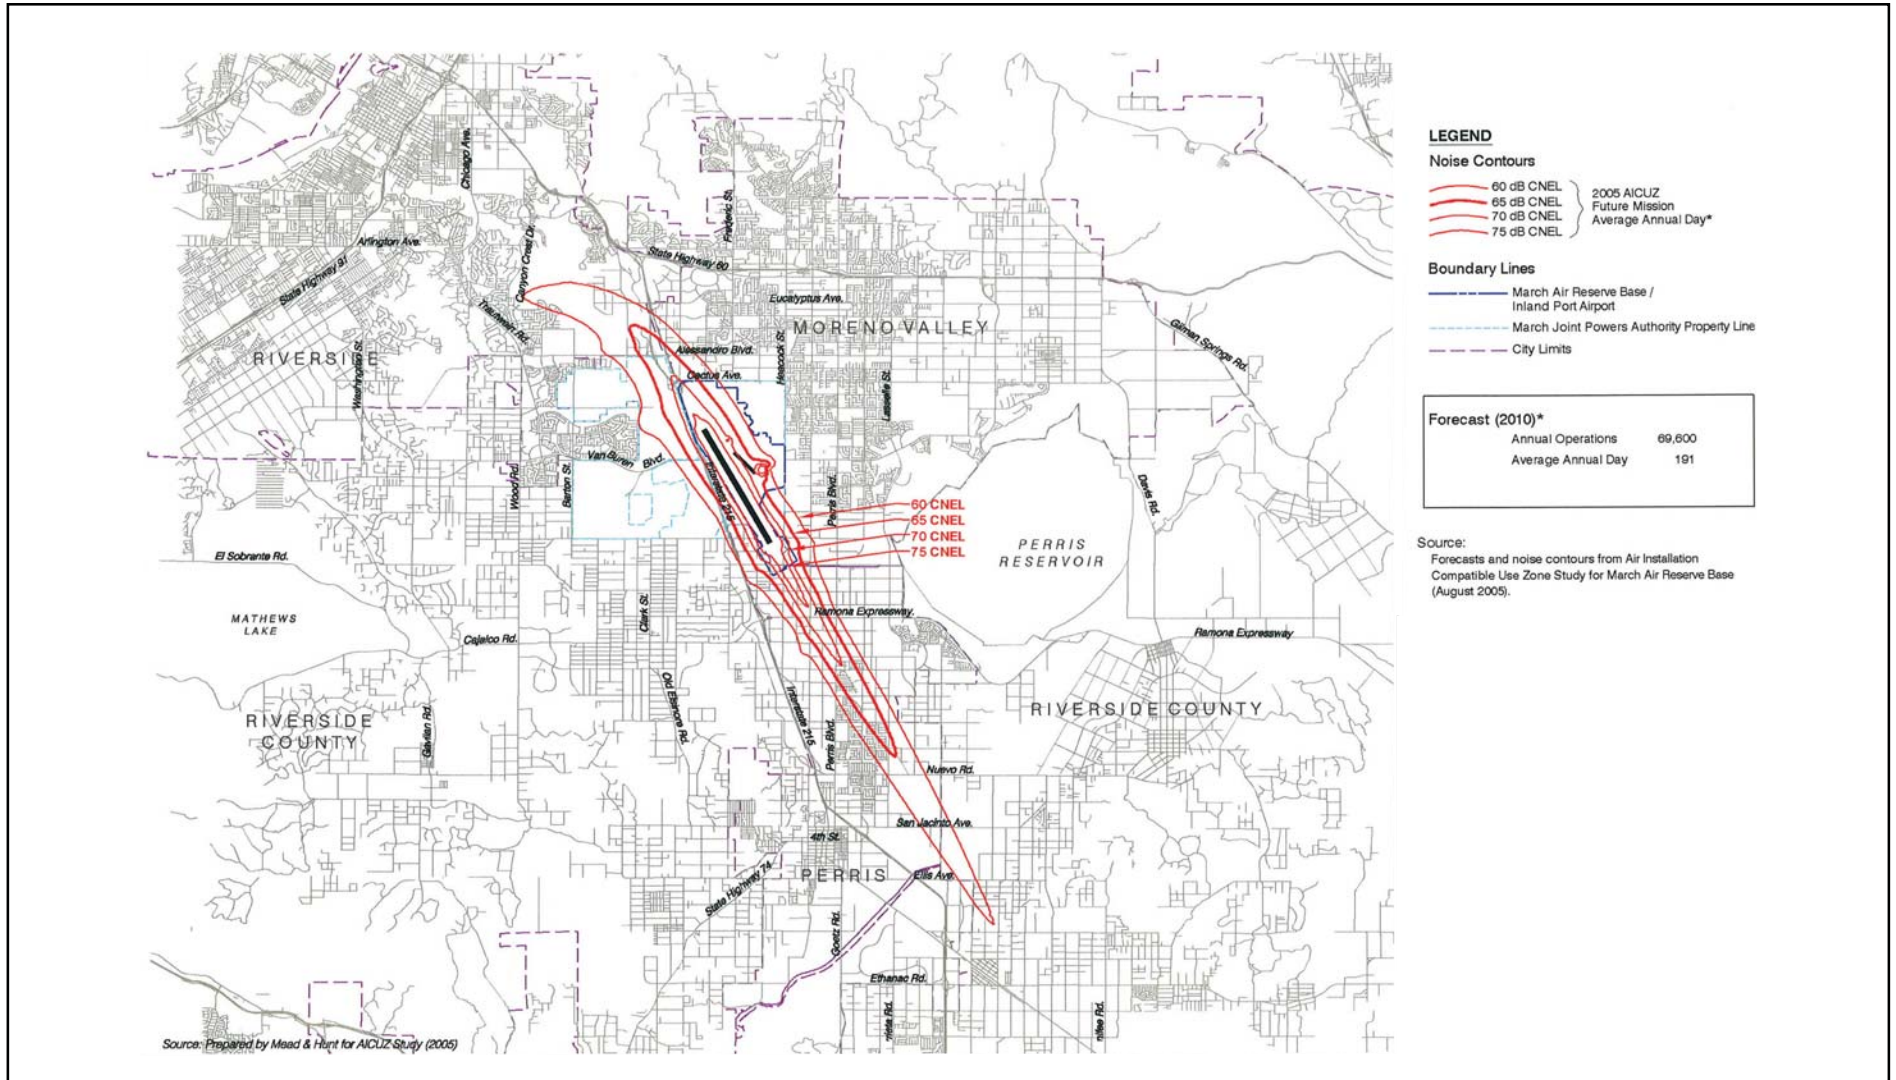 Chicago Ave.
Frederic St.
Arlington Ave.
State Highway 91
Canyon Crest Dr.
State Highway 60
Eucalyptus Ave.
MORENO VALLEY
Trautwein Rd.
Gilman Springs Rd.
RIVERSIDE
Washington St.
Alessandro Blvd.
Heacock St.
Cactus Ave.
Lasselle St.
Van Buren Blvd.
Wood Rd.
Barton St.
Interstate 215
Perris Blvd.
Davis Rd.
60 CNEL
65 CNEL
70 CNEL
75 CNEL
El Sobrante Rd.
PERRIS
RESERVOIR
MATHEWS
LAKE
Clark St.
Cajalco Rd.
Ramona Expressway.
Ramona Expressway
Old Elsinore Rd.
Interstate 215
Perris Blvd.
RIVERSIDE
COUNTY
Gavilan Rd.
RIVERSIDE COUNTY
Nuevo Rd.
San Jacinto Ave.
4th St.
PERRIS
Ellis Ave.
State Highway 74
Goetz Rd.
Ethanac Rd.
Source: Prepared by Mead & Hunt for AICUZ Study (2005)
LEGEND
Noise Contours
60 dB CNEL
65 dB CNEL
70 dB CNEL
75 dB CNEL
2005 AICUZ
Future Mission
Average Annual Day*
Boundary Lines
March Air Reserve Base /
Inland Port Airport
March Joint Powers Authority Property Line
City Limits
Forecast (2010)*
Annual Operations 69,600
Average Annual Day 191
Source:
Forecasts and noise contours from Air Installation
Compatible Use Zone Study for March Air Reserve Base
(August 2005).